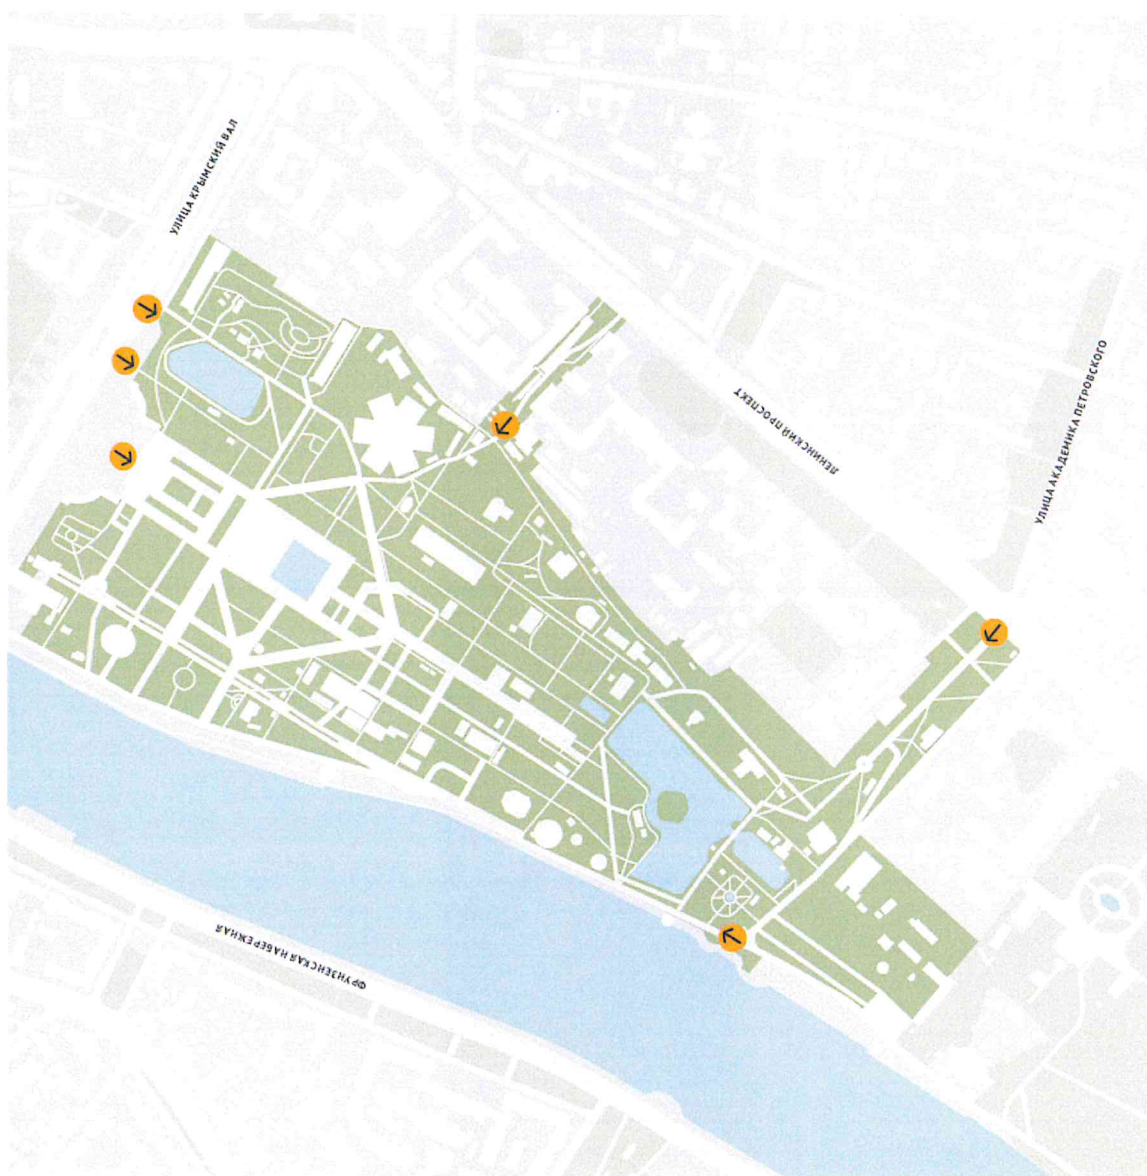 УЛИЦА КРЫМСКИЙ ВАЛ
ЛЕНИНСКИЙ ПРОСПЕКТ
УЛИЦА АКАДЕМИКА ПЕТРОВСКОГО
ФРУНЗЕНСКАЯ НАБЕРЕЖНАЯ